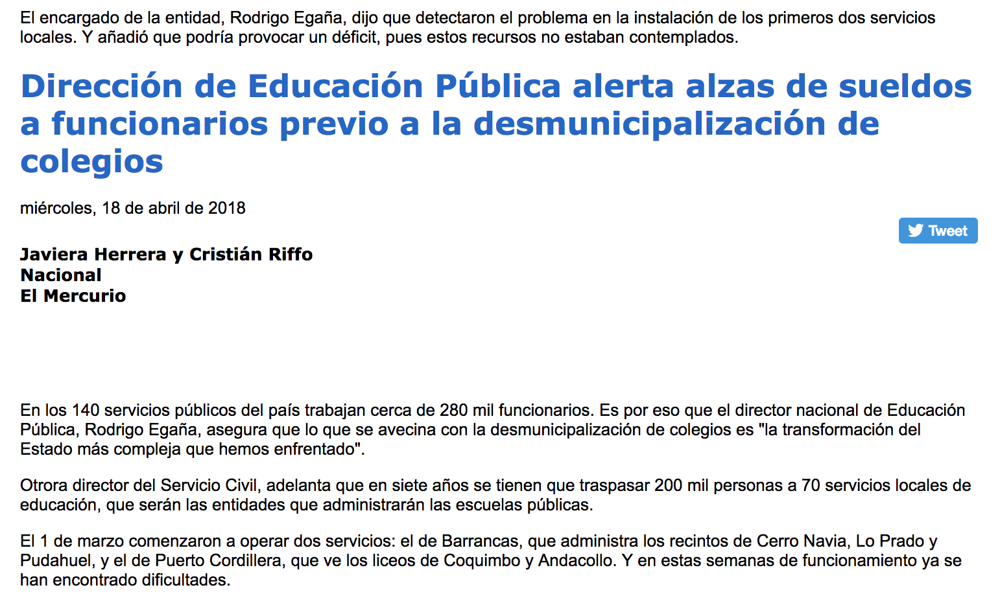 El encargado de la entidad, Rodrigo Egaña, dijo que detectaron el problema en la instalación de los primeros dos servicios
locales. Y añadió que podría provocar un déficit, pues estos recursos no estaban contemplados.
Dirección de Educación Pública alerta alzas de sueldos
a funcionarios previo a la desmunicipalización de
colegios
miércoles, 18 de abril de 2018
Tweet
Javiera Herrera y Cristián Riffo
Nacional
El Mercurio
En los 140 servicios públicos del país trabajan cerca de 280 mil funcionarios. Es por eso que el director nacional de Educación
Pública, Rodrigo Egaña, asegura que lo que se avecina con la desmunicipalización de colegios es "la transformación del
Estado más compleja que hemos enfrentado".
Otrora director del Servicio Civil, adelanta que en siete años se tienen que traspasar 200 mil personas a 70 servicios locales de
educación, que serán las entidades que administrarán las escuelas públicas.
El 1 de marzo comenzaron a operar dos servicios: el de Barrancas, que administra los recintos de Cerro Navia, Lo Prado y
Pudahuel, y el de Puerto Cordillera, que ve los liceos de Coquimbo y Andacollo. Y en estas semanas de funcionamiento ya se
han encontrado dificultades.